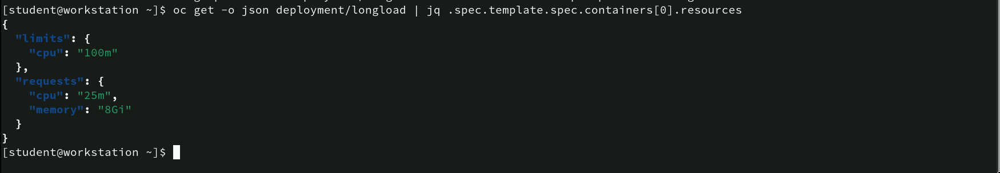 [student@workstation ~]$ oc get -o json deployment/longload | jq .spec.template.spec.containers[0].resources
{
  "limits": {
    "cpu": "100m"
  },
  "requests": {
    "cpu": "25m",
    "memory": "8Gi"
  }
}
[student@workstation ~]$